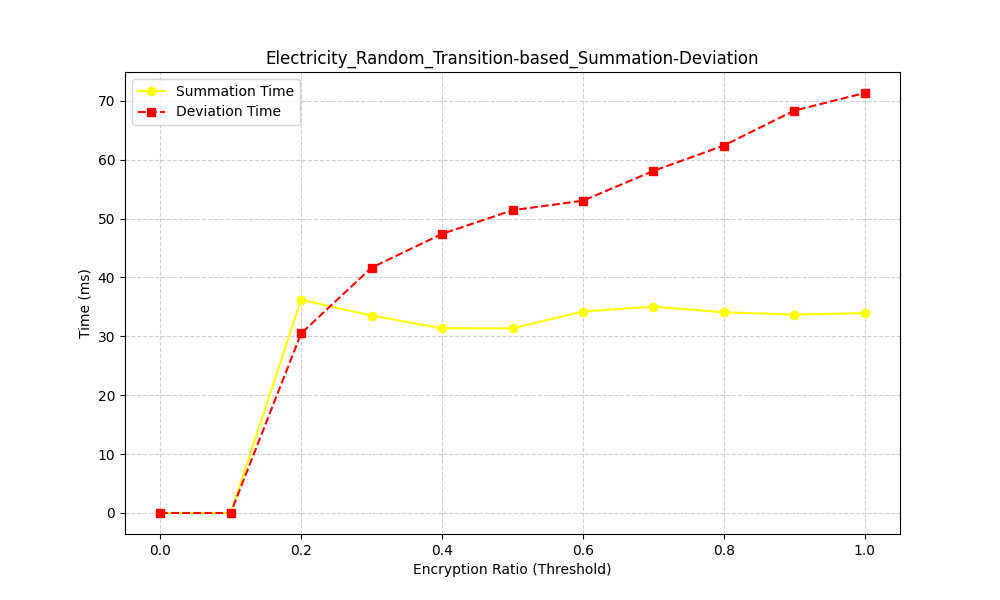 Electricity_Random_Transition-based_Summation-Deviation
Summation Time
Deviation Time
70
60
50
40
30
20
10
0
Time (ms)
0.0 0.2 0.4 0.6 0.8 1.0
Encryption Ratio (Threshold)